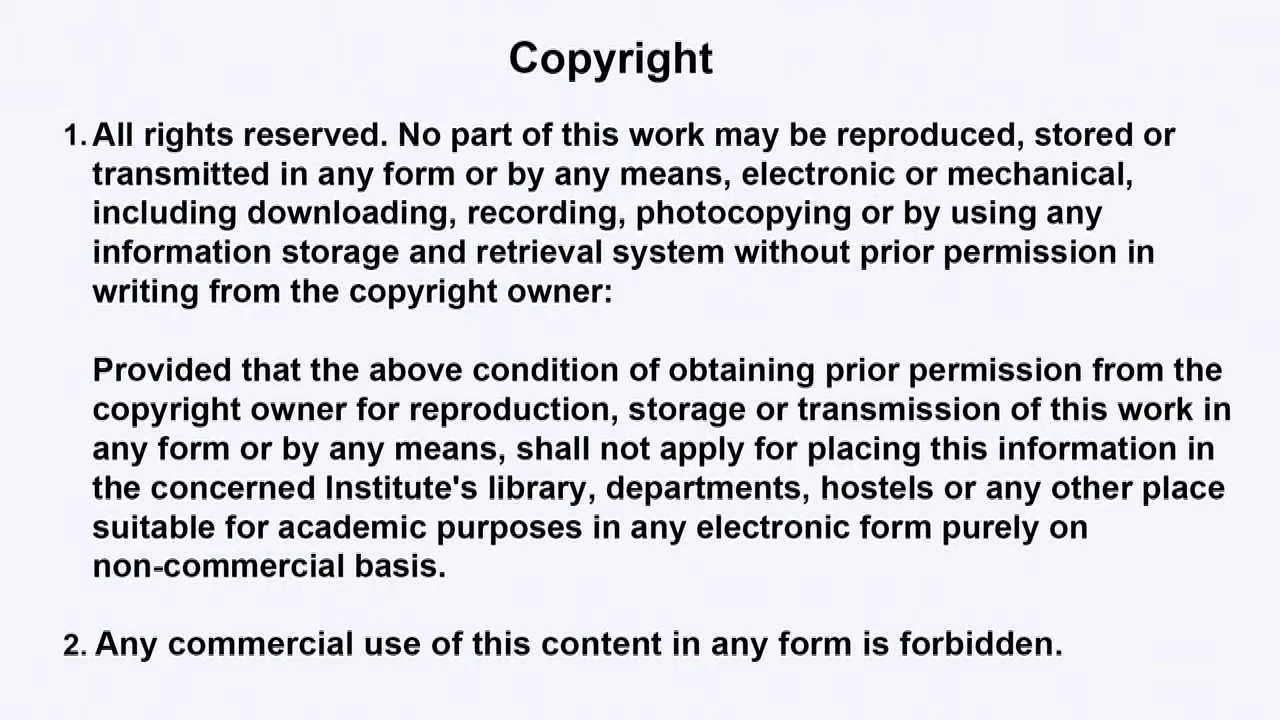 Copyright
1. All rights reserved. No part of this work may be reproduced, stored or
transmitted in any form or by any means, electronic or mechanical,
including downloading, recording, photocopying or by using any
information storage and retrieval system without prior permission in
writing from the copyright owner:
Provided that the above condition of obtaining prior permission from the
copyright owner for reproduction, storage or transmission of this work in
any form or by any means, shall not apply for placing this information in
the concerned Institute's library, departments, hostels or any other place
suitable for academic purposes in any electronic form purely on
non-commercial basis.
2. Any commercial use of this content in any form is forbidden.